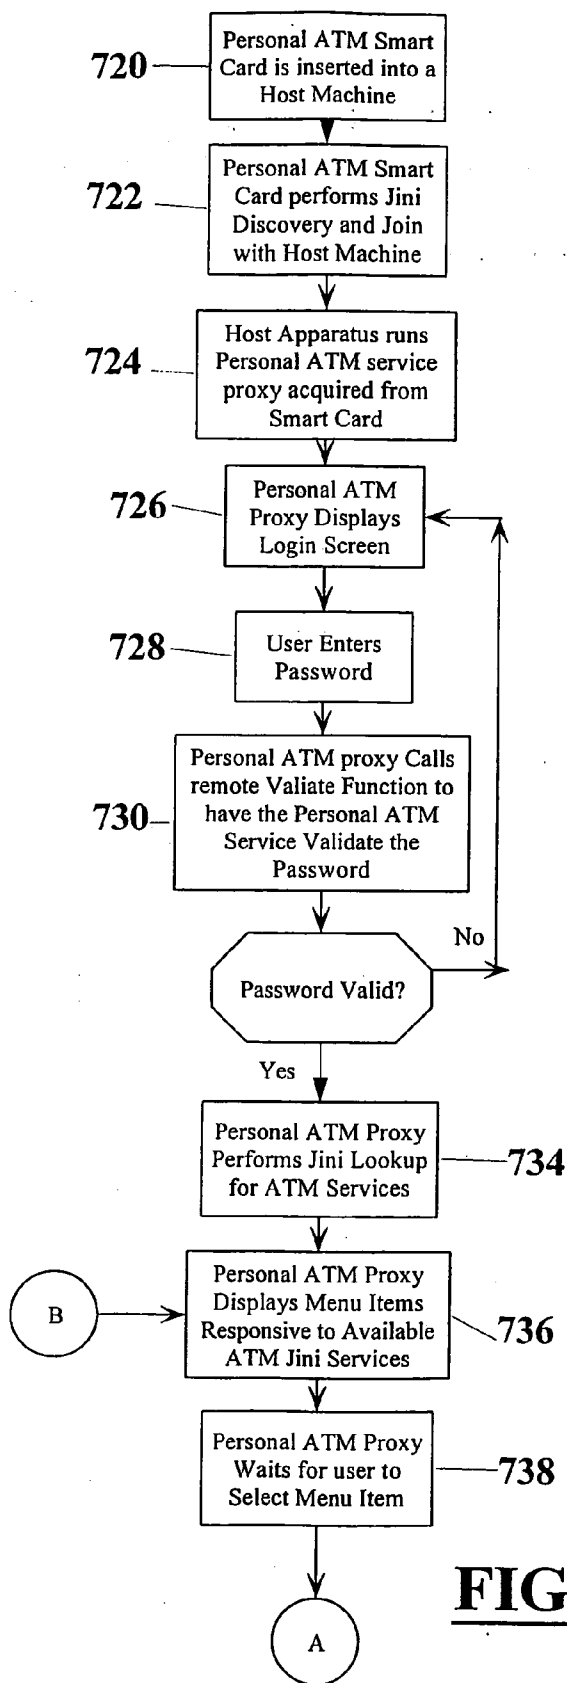 720
Personal ATM Smart
Card is inserted into a
Host Machine
722
Personal ATM Smart
Card performs Jini
Discovery and Join
with Host Machine
724
Host Apparatus runs
Personal ATM service
proxy acquired from
Smart Card
726
Personal ATM
Proxy Displays
Login Screen
728
User Enters
Password
730
Personal ATM proxy Calls
remote Valiate Function to
have the Personal ATM
Service Validate the
Password
No
Password Valid?
Yes
Personal ATM Proxy
Performs Jini Lookup
for ATM Services
734
B
Personal ATM Proxy
Displays Menu Items
Responsive to Available
ATM Jini Services
736
Personal ATM Proxy
Waits for user to
Select Menu Item
738
A
FIG